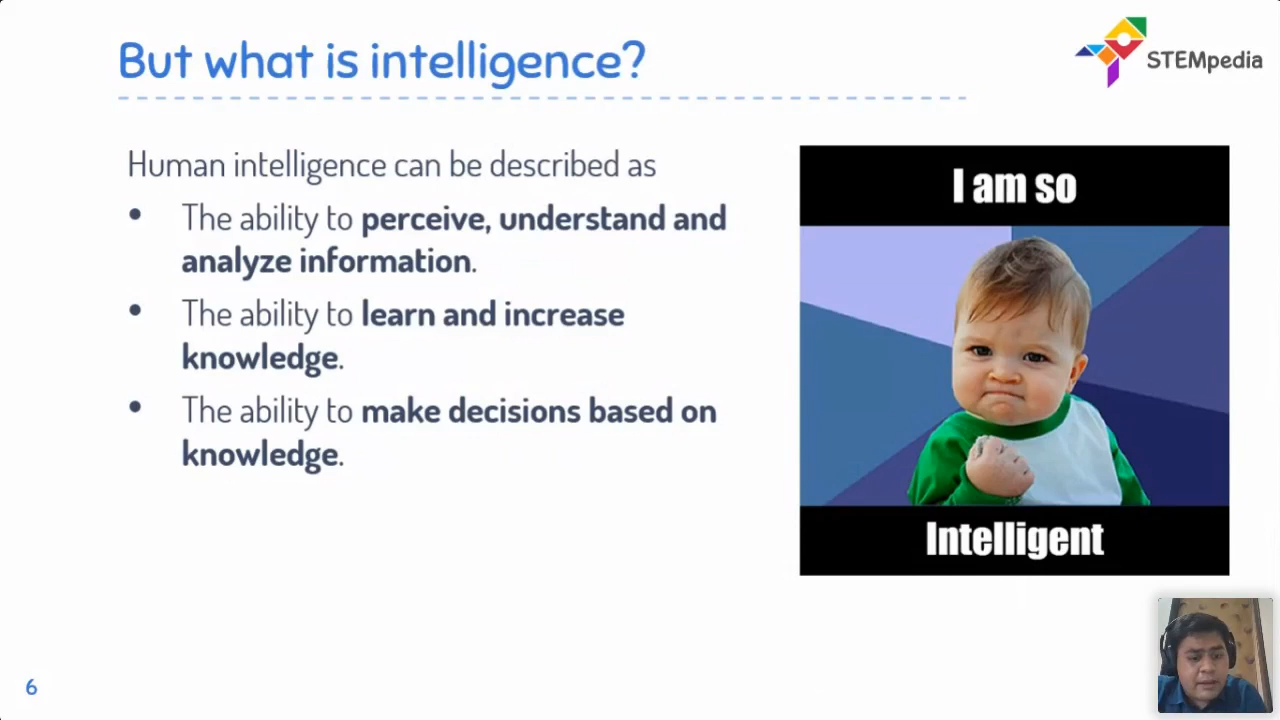 But what is intelligence?
STEMpedia
Human intelligence can be described as
• The ability to perceive, understand and
analyze information.
• The ability to learn and increase
knowledge.
• The ability to make decisions based on
knowledge.
I am so
Intelligent
6